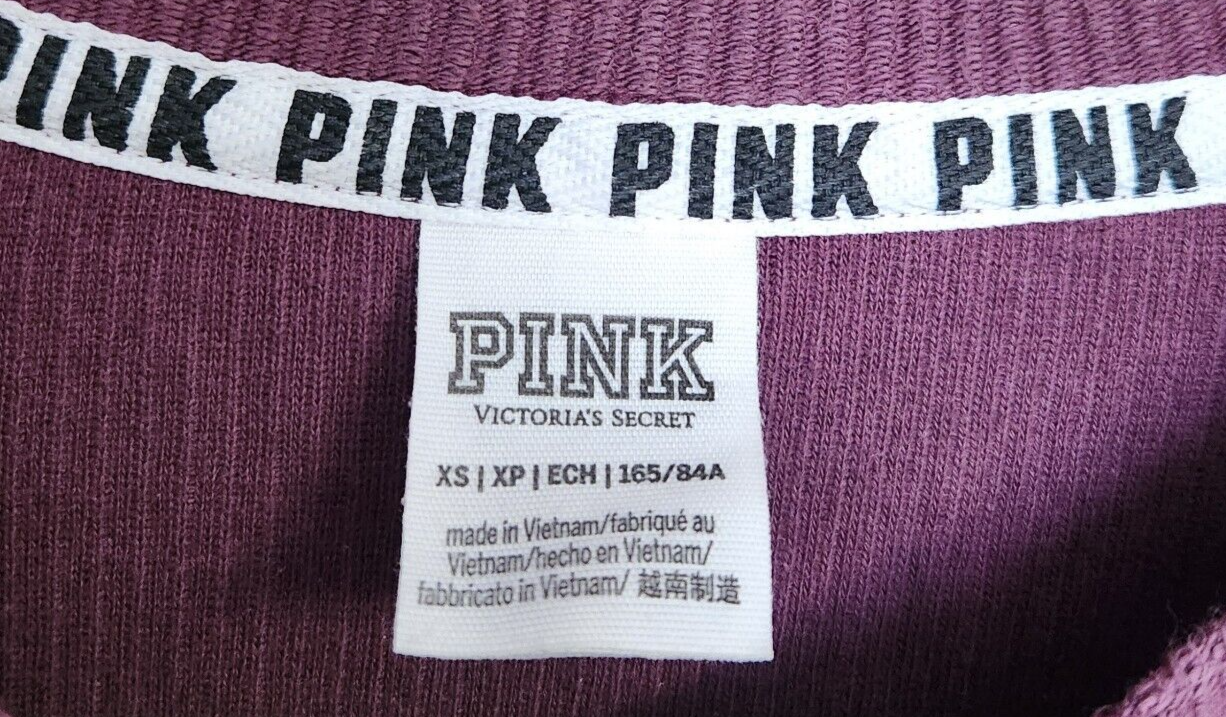 PINK PINK PINK PINK
PINK
VICTORIA'S SECRET
XS | XP | ECH | 165/84A
made in Vietnam/fabriqué au
Vietnam/hecho en Vietnam/
fabbricato in Vietnam/ 越南制造